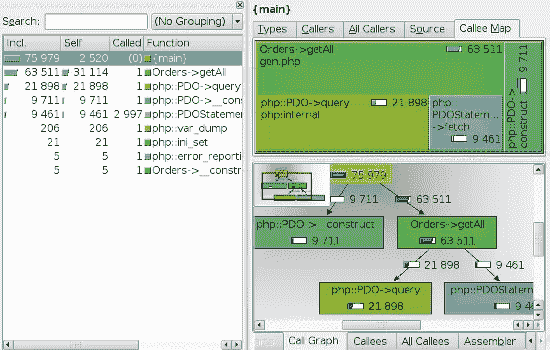 Search: (No Grouping)
Incl. Self Called Function
75 979 2 520 (0) {main}
63 511 31 114 1 Orders->getAll
21 898 21 898 1 php::PDO->query
9 711 9 711 1 php::PDO->__cons
9 461 9 461 2 997 PDOStatemen
206 206 1 php::var_dump
21 21 1 php::ini_set
5 5 1 php::error_reporti
5 5 1 Orders->__constr
{main}
Types Callers All Callers Source Callee Map
Orders->getAll 63 511
gen.php
php::PDO->query 21 898
php:internal
php
PDOStatem...
->fetch
9 461
php::PDO->
construct
9 711
75 979
9 711 63 511
php::PDO->__construct
9 711
Orders->getAll
63 511
21 898 9 461
php::PDO->query
21 898
php::PDOStatem
9 4
Call Graph Callees All Callees Assembler